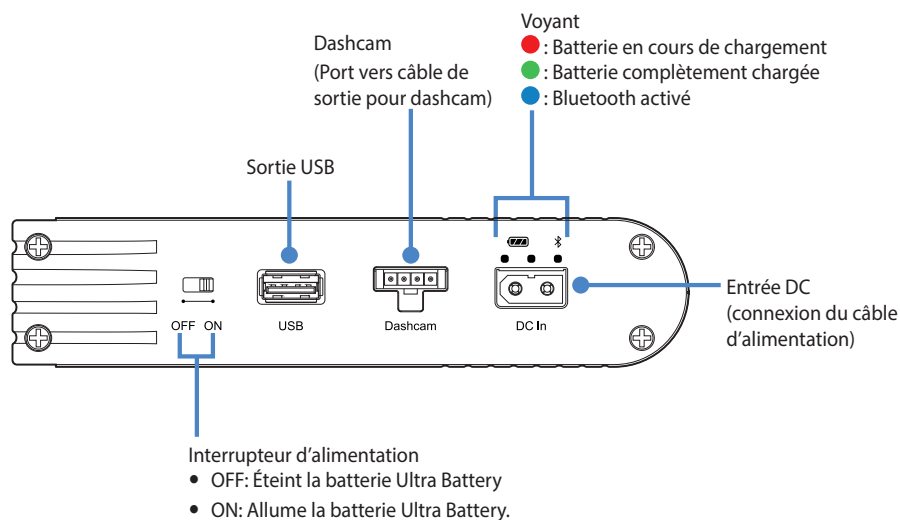 Voyant
: Batterie en cours de chargement
: Batterie complètement chargée
: Bluetooth activé
Dashcam
(Port vers câble de
sortie pour dashcam)
Sortie USB
OFF ON
USB
Dashcam
DC In
Entrée DC
(connexion du câble
d’alimentation)
Interrupteur d’alimentation
• OFF: Éteint la batterie Ultra Battery
• ON: Allume la batterie Ultra Battery.